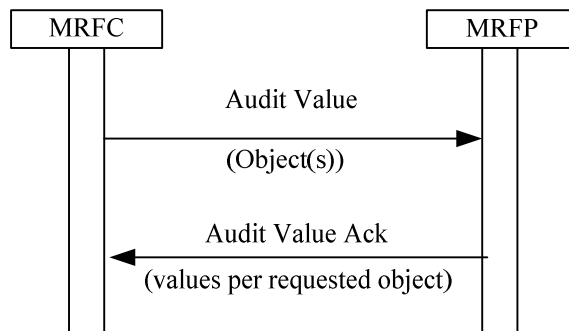 MRFC
MRFP
Audit Value
(Object(s))
Audit Value Ack
(values per requested object)